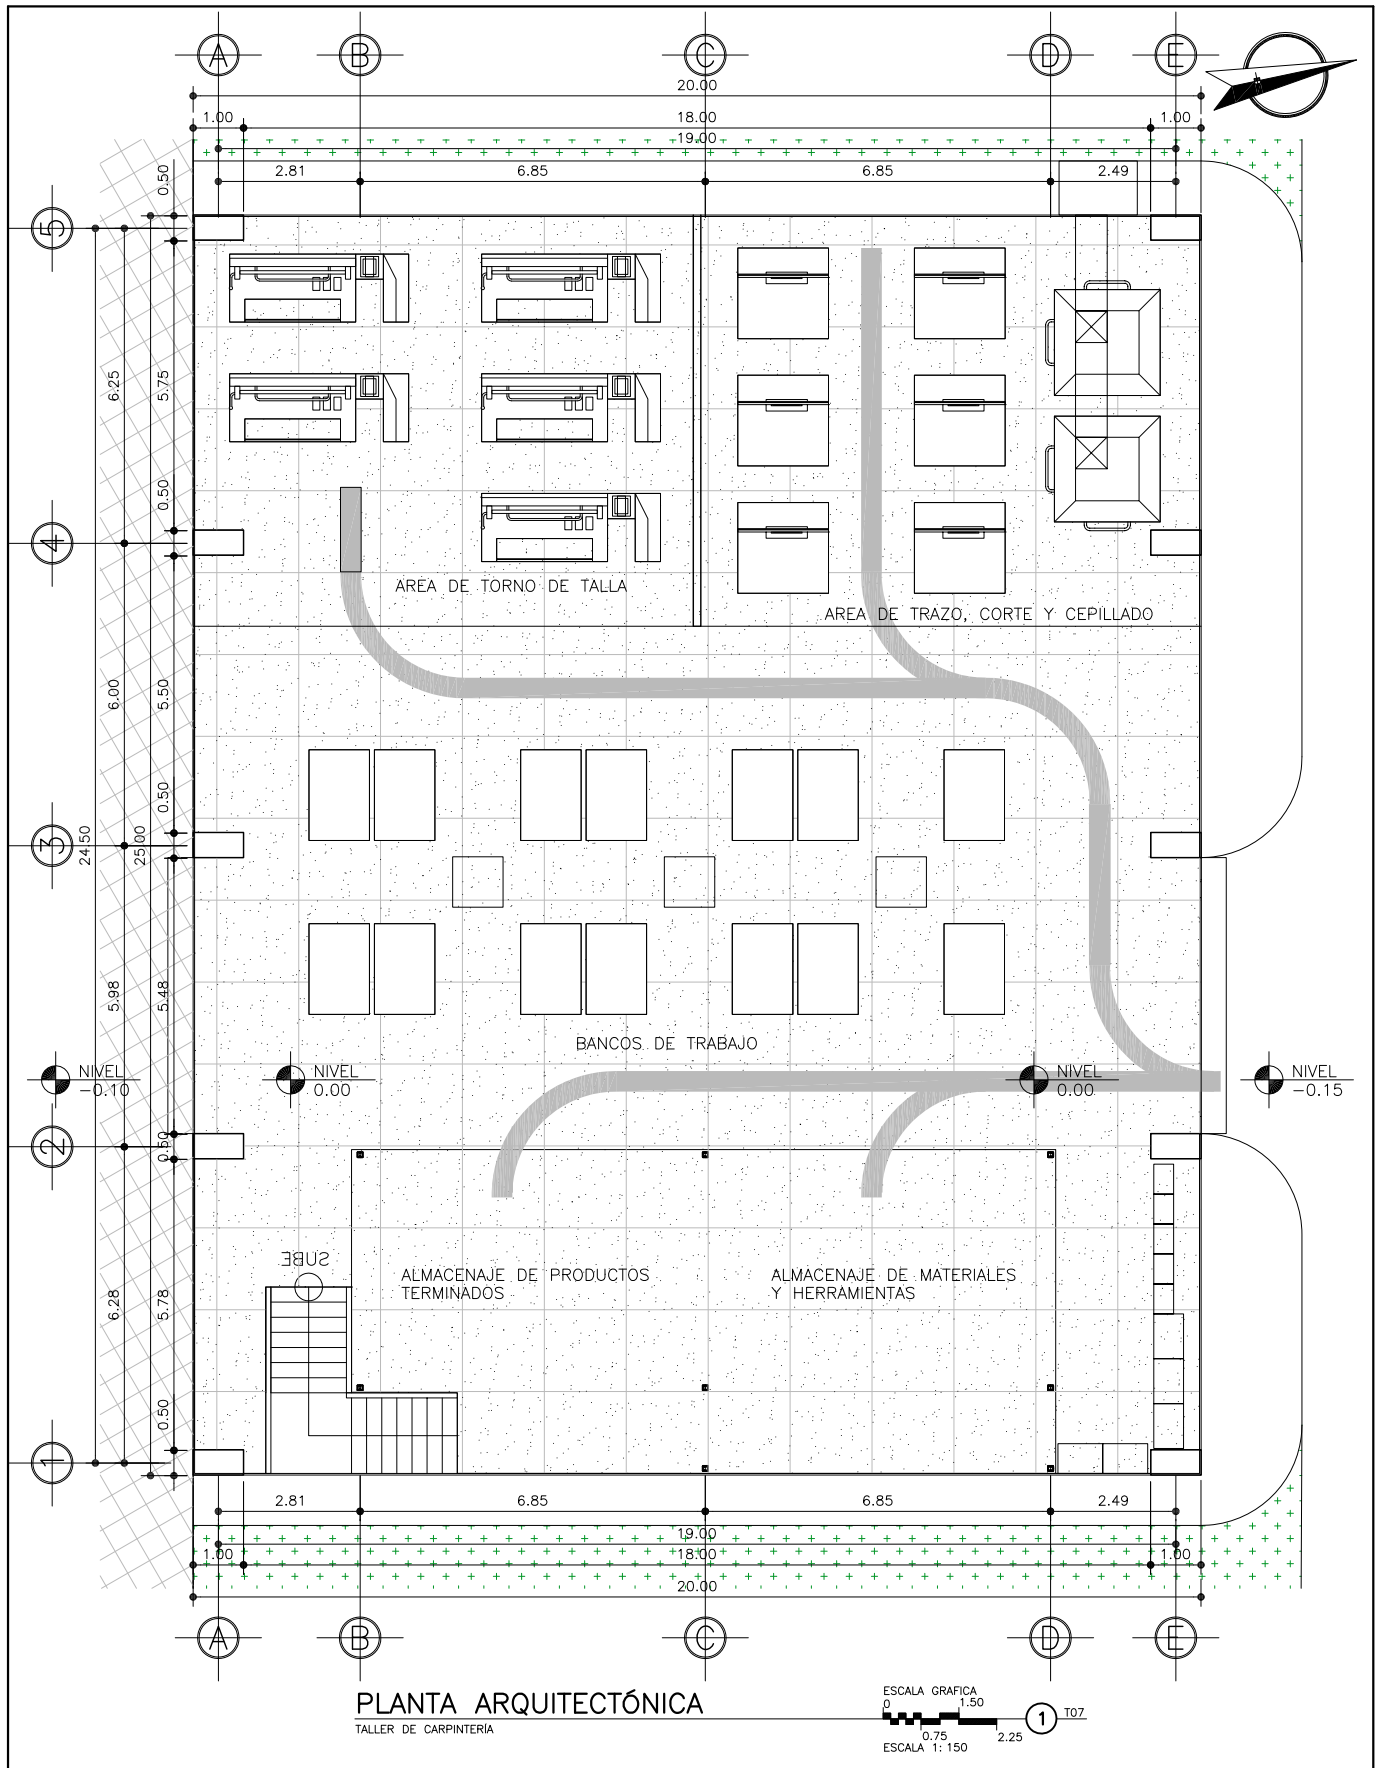 A B C D E
20.00
1.00 18.00 1.00
19.00
2.81 6.85 6.85 2.49
0.50
5
6.25
5.75
0.50
4
AREA DE TORNO DE TALLA
AREA DE TRAZO, CORTE Y CEPILLADO
6.00
5.50
0.50
3
24.50
25.00
5.98
5.48
BANCOS DE TRABAJO
NIVEL
-0.10
NIVEL
0.00
NIVEL
0.00
NIVEL
-0.15
2
0.50
SUBE
ALMACENAJE DE PRODUCTOS
TERMINADOS
ALMACENAJE DE MATERIALES
Y HERRAMIENTAS
6.28
5.78
0.50
1
2.81 6.85 6.85 2.49
19.00
1.00 18.00 1.00
20.00
A B C D E
PLANTA ARQUITECTÓNICA
TALLER DE CARPINTERÍA
ESCALA GRAFICA
0 1.50
0.75 2.25
ESCALA 1: 150
1 T07